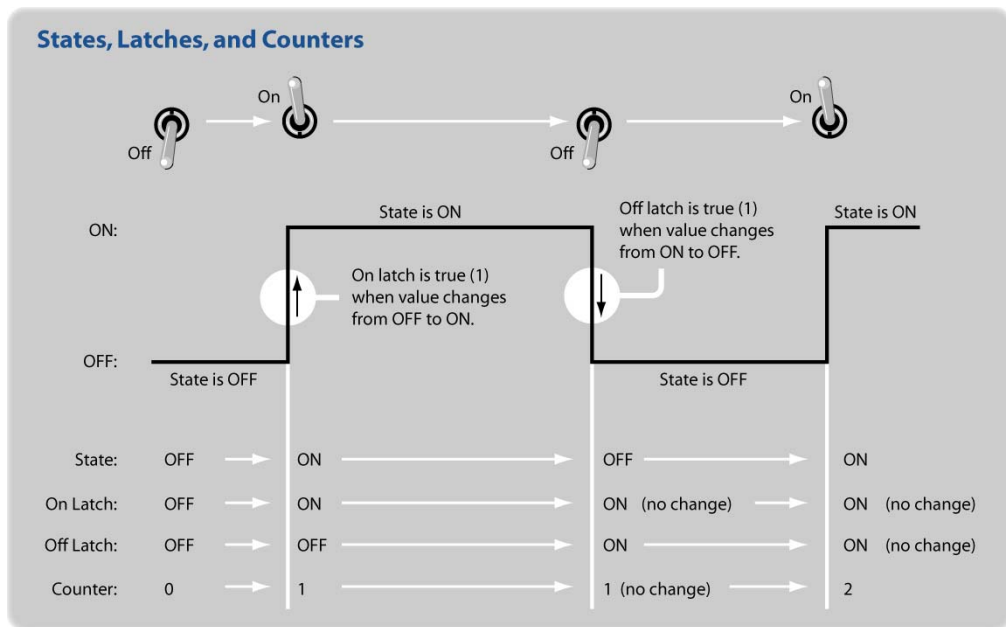 States, Latches, and Counters
Off
On
Off
On
ON:
State is ON
Off latch is true (1)
when value changes
from ON to OFF.
State is ON
On latch is true (1)
when value changes
from OFF to ON.
OFF:
State is OFF
State is OFF
State: OFF ON OFF ON
On Latch: OFF ON ON (no change) ON (no change)
Off Latch: OFF OFF ON ON (no change)
Counter: 0 1 1 (no change) 2